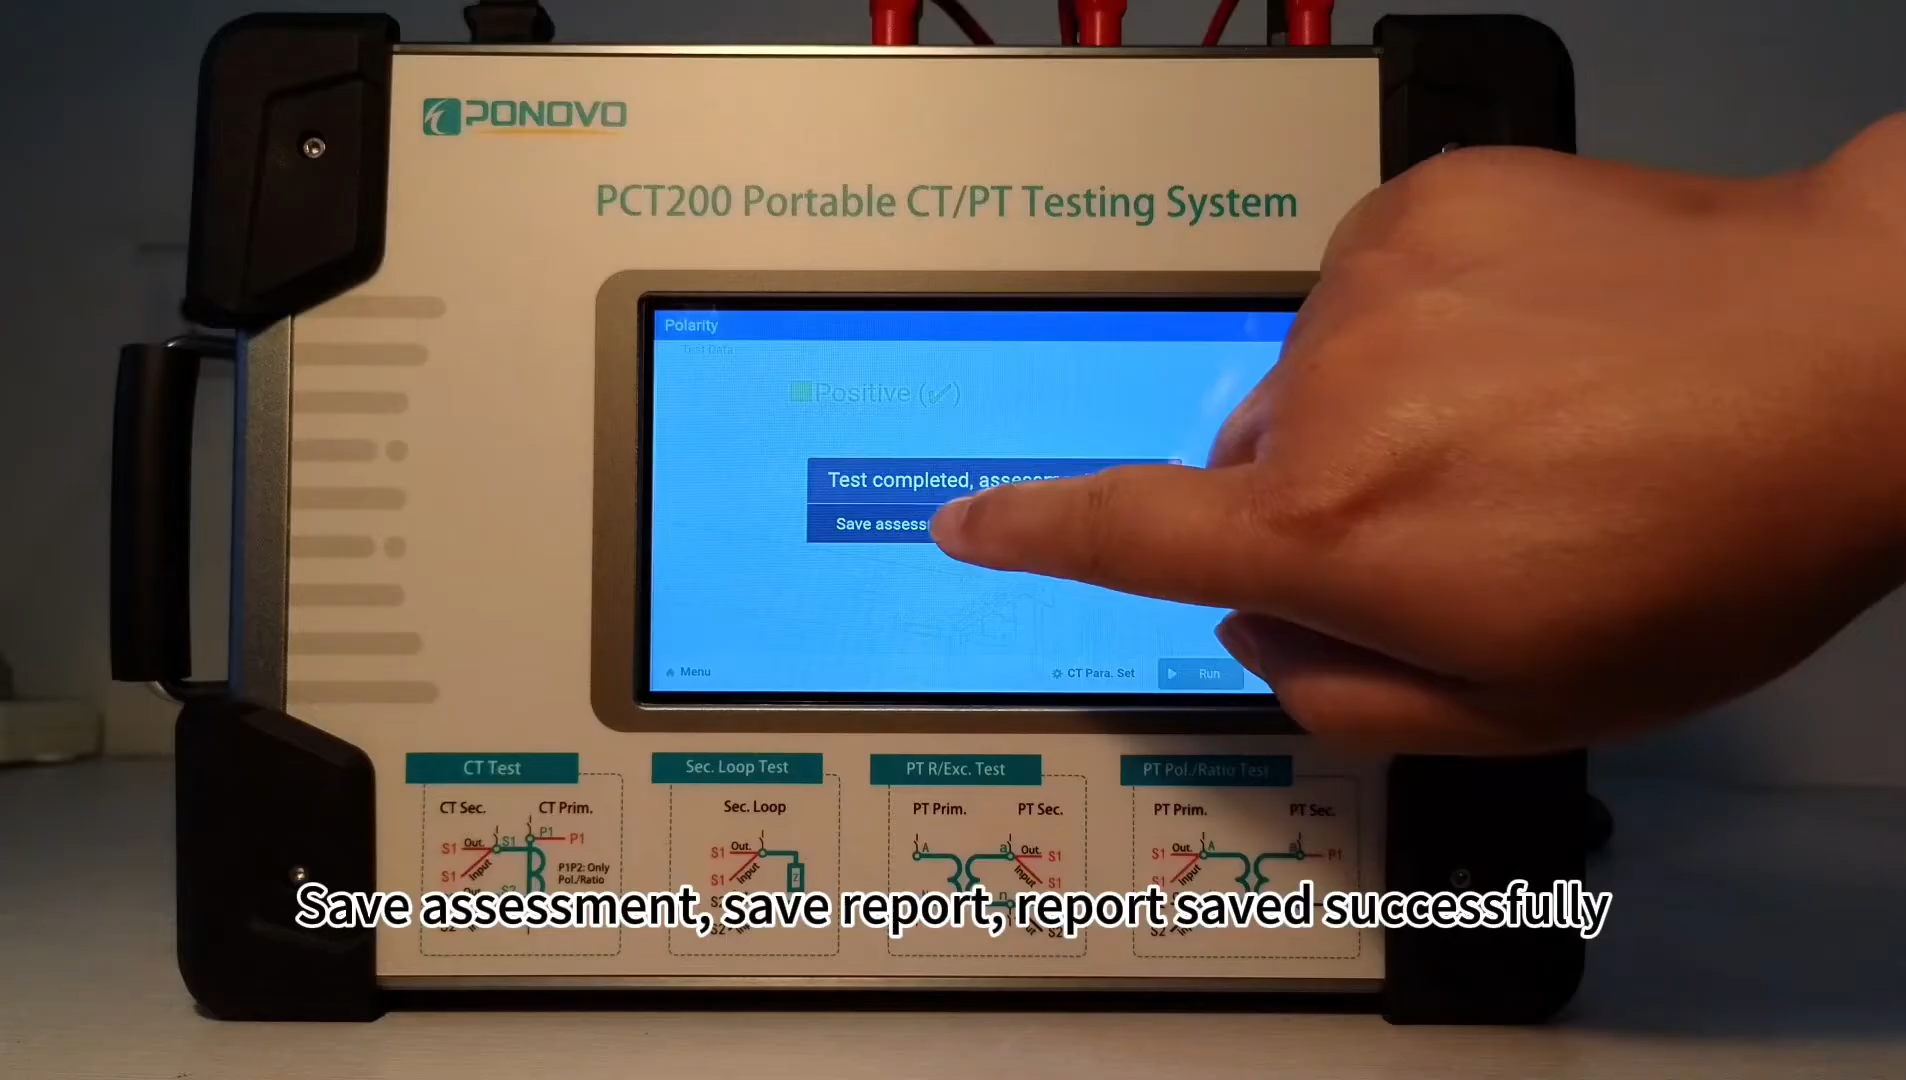 PONOVO
PCT200 Portable CT/PT Testing System
Polarity
Test Data
Positive (✓)
Test completed,
Save
Menu
CT Para. Set
Run
CT Test
Sec. Loop Test
PT R/Exc. Test
PT Pol./Ratio Test
CT Sec. CT Prim.
Sec. Loop
PT Prim. PT Sec.
PT Prim. PT Sec.
S1 Out. S1 P1 P1
S1 Input
P1P2: Only
Pol./Ratio
S1 Out.
S1 Input
A a Out. S1
Input S1
S1 Out. A a P1
S1 Input
Save assessment, save report, report saved successfully